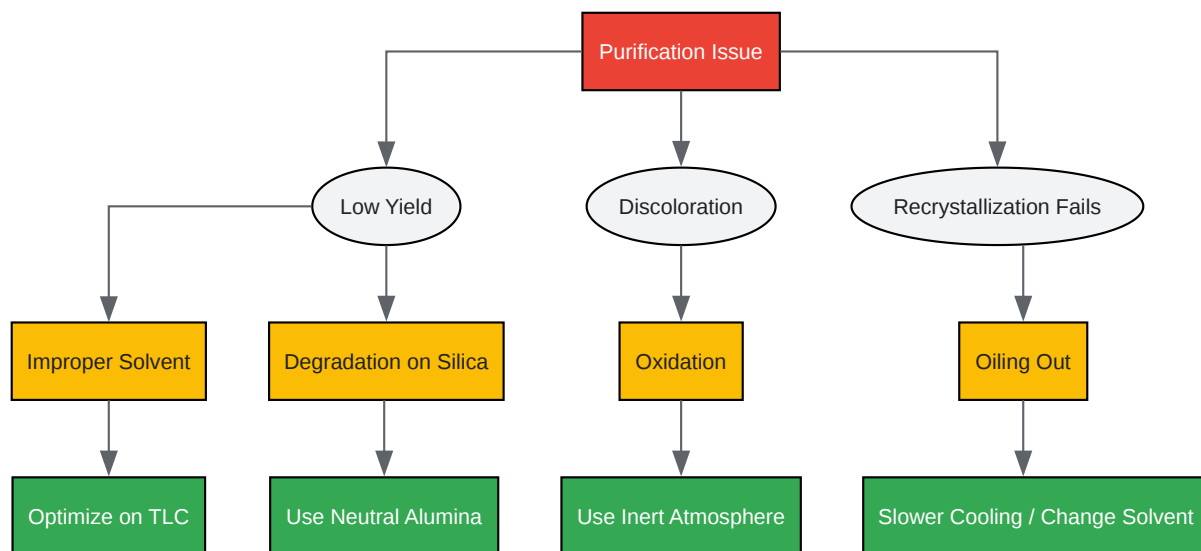 Purification Issue
Low Yield
Discoloration
Recrystallization Fails
Improper Solvent
Degradation on Silica
Oxidation
Oiling Out
Optimize on TLC
Use Neutral Alumina
Use Inert Atmosphere
Slower Cooling / Change Solvent